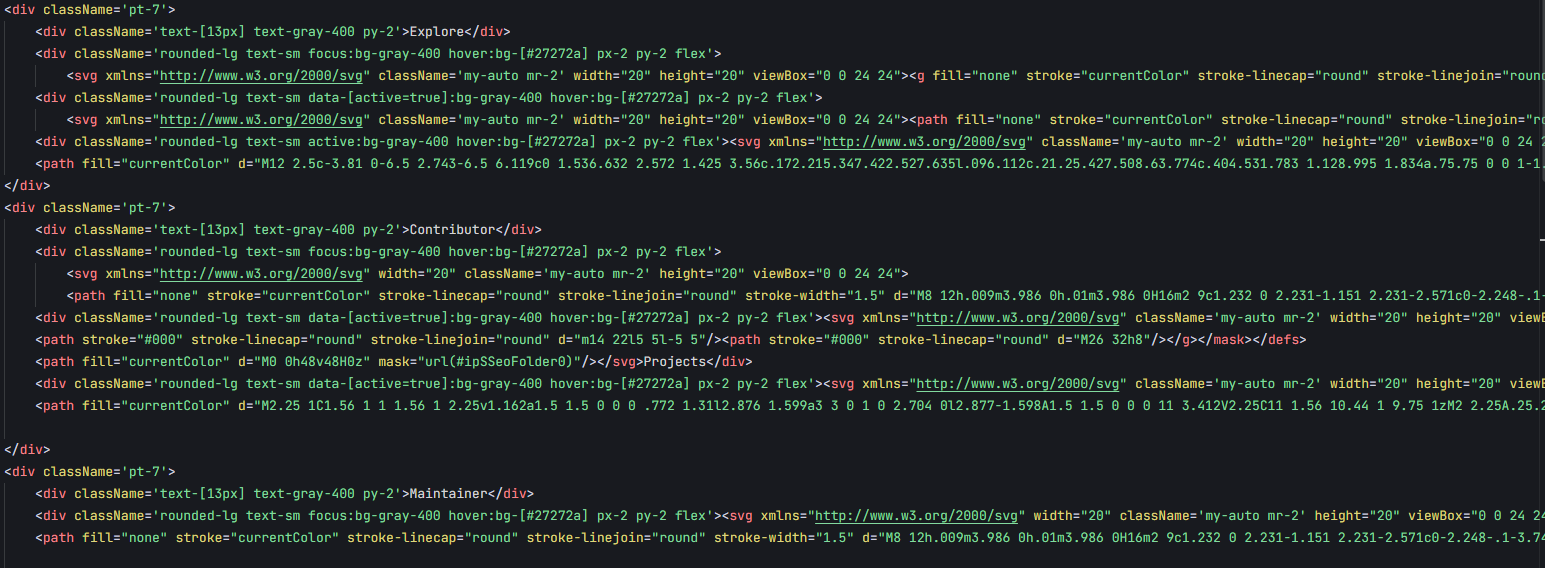 <div className='pt-7'>
<div className='text-[13px] text-gray-400 py-2'>Explore</div>
<div className='rounded-lg text-sm focus:bg-gray-400 hover:bg-[#27272a] px-2 py-2 flex'>
<svg xmlns="http://www.w3.org/2000/svg" className='my-auto mr-2' width="20" height="20" viewBox="0 0 24 24"><g fill="none" stroke="currentColor" stroke-linecap="round" stroke-linejoin="roun
<div className='rounded-lg text-sm data-[active=true]:bg-gray-400 hover:bg-[#27272a] px-2 py-2 flex'>
<svg xmlns="http://www.w3.org/2000/svg" className='my-auto mr-2' width="20" height="20" viewBox="0 0 24 24"><path fill="none" stroke="currentColor" stroke-linecap="round" stroke-linejoin="ro
<div className='rounded-lg text-sm active:bg-gray-400 hover:bg-[#27272a] px-2 py-2 flex'><svg xmlns="http://www.w3.org/2000/svg" className='my-auto mr-2' width="20" height="20" viewBox="0 0 24 2
<path fill="currentColor" d="M12 2.5c-3.81 0-6.5 2.743-6.5 6.119c0 1.536.632 2.572 1.425 3.56c.172.215.347.422.527.635l.096.112c.21.25.427.508.63.774c.404.531.783 1.128.995 1.834a.75.75 0 0 1-1.
</div>
<div className='pt-7'>
<div className='text-[13px] text-gray-400 py-2'>Contributor</div>
<div className='rounded-lg text-sm focus:bg-gray-400 hover:bg-[#27272a] px-2 py-2 flex'>
<svg xmlns="http://www.w3.org/2000/svg" width="20" className='my-auto mr-2' height="20" viewBox="0 0 24 24">
<path fill="none" stroke="currentColor" stroke-linecap="round" stroke-linejoin="round" stroke-width="1.5" d="M8 12h.009m3.986 0h.01m3.986 0H16m2 9c1.232 0 2.231-1.151 2.231-2.571c0-2.248-.1-
<div className='rounded-lg text-sm data-[active=true]:bg-gray-400 hover:bg-[#27272a] px-2 py-2 flex'><svg xmlns="http://www.w3.org/2000/svg" className='my-auto mr-2' width="20" height="20" viewB
<path stroke="#000" stroke-linecap="round" stroke-linejoin="round" d="m14 22l5 5l-5 5"/><path stroke="#000" stroke-linecap="round" d="M26 32h8"/></g></mask></defs>
<path fill="currentColor" d="M0 0h48v48H0z" mask="url(#ipSSeoFolder0)"/></svg>Projects</div>
<div className='rounded-lg text-sm data-[active=true]:bg-gray-400 hover:bg-[#27272a] px-2 py-2 flex'><svg xmlns="http://www.w3.org/2000/svg" className='my-auto mr-2' width="20" height="20" viewB
<path fill="currentColor" d="M2.25 1C1.56 1 1 1.56 1 2.25v1.162a1.5 1.5 0 0 0 .772 1.31l2.876 1.599a3 3 0 1 0 2.704 0l2.877-1.598A1.5 1.5 0 0 0 11 3.412V2.25C11 1.56 10.44 1 9.75 1zM2 2.25A.25.2
</div>
<div className='pt-7'>
<div className='text-[13px] text-gray-400 py-2'>Maintainer</div>
<div className='rounded-lg text-sm focus:bg-gray-400 hover:bg-[#27272a] px-2 py-2 flex'><svg xmlns="http://www.w3.org/2000/svg" width="20" className='my-auto mr-2' height="20" viewBox="0 0 24 24
<path fill="none" stroke="currentColor" stroke-linecap="round" stroke-linejoin="round" stroke-width="1.5" d="M8 12h.009m3.986 0h.01m3.986 0H16m2 9c1.232 0 2.231-1.151 2.231-2.571c0-2.248-.1-3.74